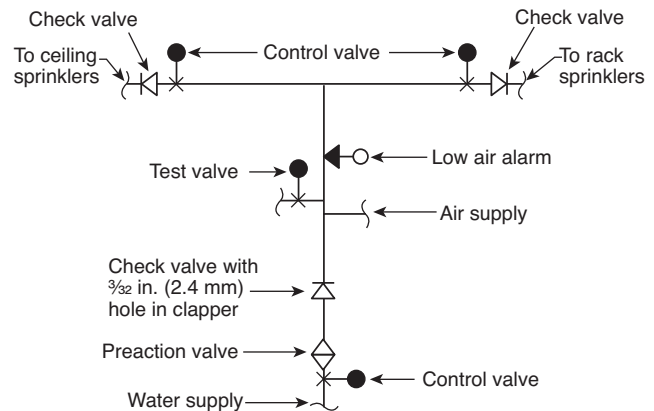 Check valve
Check valve
To ceiling
sprinklers
Control valve
To rack
sprinklers
Test valve
Low air alarm
Air supply
Check valve with
3⁄32 in. (2.4 mm)
hole in clapper
Preaction valve
Control valve
Water supply